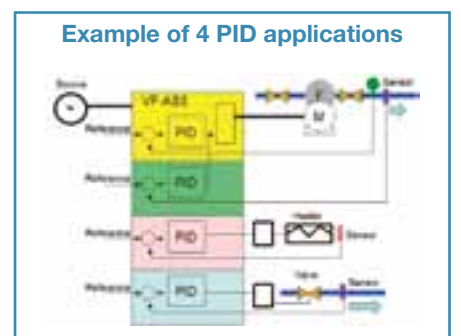 Example of 4 PID applications
Source
Sensor
VF-AS3
Reference
PID
P
M
Reference
PID
Reference
PID
Heater
Sensor
Reference
PID
Valve
Sensor